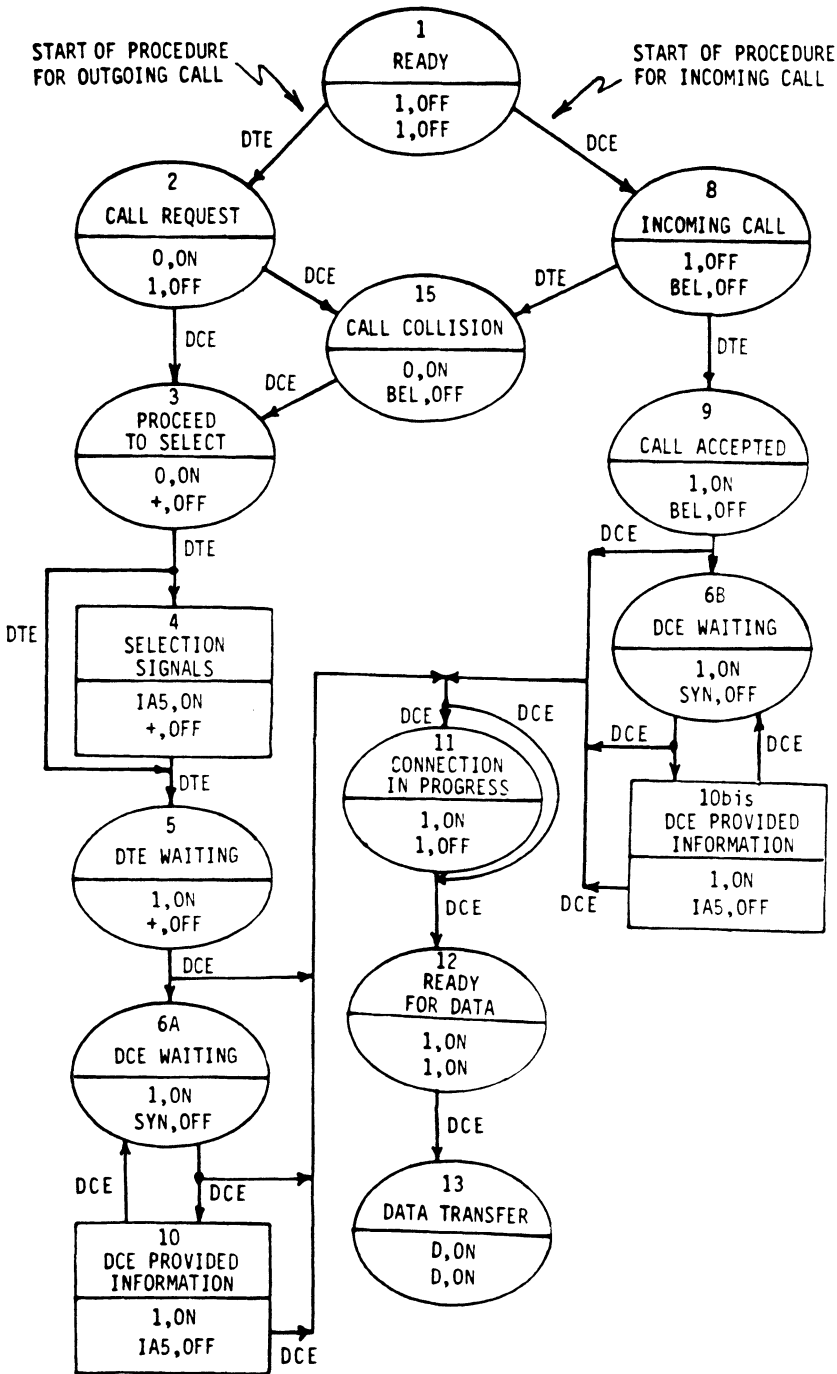 START OF PROCEDURE
FOR OUTGOING CALL
1
READY
1,OFF
1,OFF
START OF PROCEDURE
FOR INCOMING CALL
DTE
DCE
2
CALL REQUEST
0,ON
1,OFF
8
INCOMING CALL
1,OFF
BEL,OFF
DCE
DTE
15
CALL COLLISION
0,ON
BEL,OFF
DCE
DCE
DTE
3
PROCEED
TO SELECT
0,ON
+,OFF
9
CALL ACCEPTED
1,ON
BEL,OFF
DTE
DCE
DTE
4
SELECTION
SIGNALS
IA5,ON
+,OFF
6B
DCE WAITING
1,ON
SYN,OFF
DTE
DCE
DCE
DCE
DCE
11
CONNECTION
IN PROGRESS
1,ON
1,OFF
10bis
DCE PROVIDED
INFORMATION
1,ON
IA5,OFF
5
DTE WAITING
1,ON
+,OFF
DCE
DCE
DCE
12
READY
FOR DATA
1,ON
1,ON
6A
DCE WAITING
1,ON
SYN,OFF
DCE
DCE
DCE
13
DATA TRANSFER
D,ON
D,ON
10
DCE PROVIDED
INFORMATION
1,ON
IA5,OFF
DCE